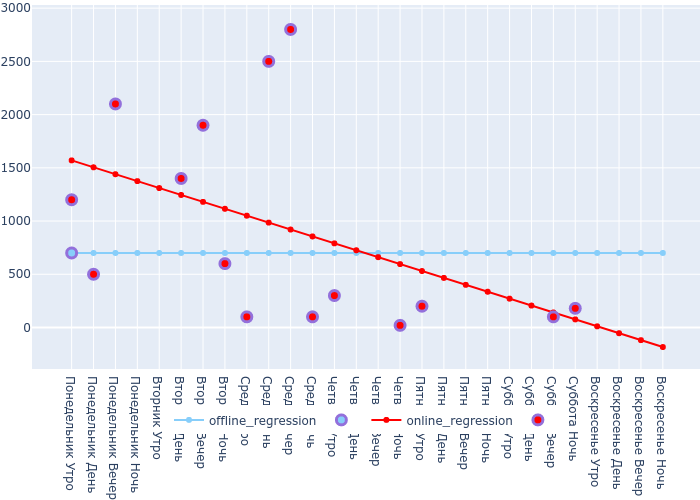 3000
2500
2000
1500
1000
500
0
Понедельник Утро
Понедельник День
Понедельник Вечер
Понедельник Ночь
Вторник Утро
Втор День
Втор Вечер
Втор
Сред
Сред
Сред
Сред
Четв
Четв
Четв
Четв
Пятн Утро
Пятн День
Пятн Вечер
Пятн Ночь
Субб
Субб День
Субб
Суббота Ночь
Воскресенье Утро
Воскресенье День
Воскресенье Вечер
Воскресенье Ночь
offline_regression
online_regression